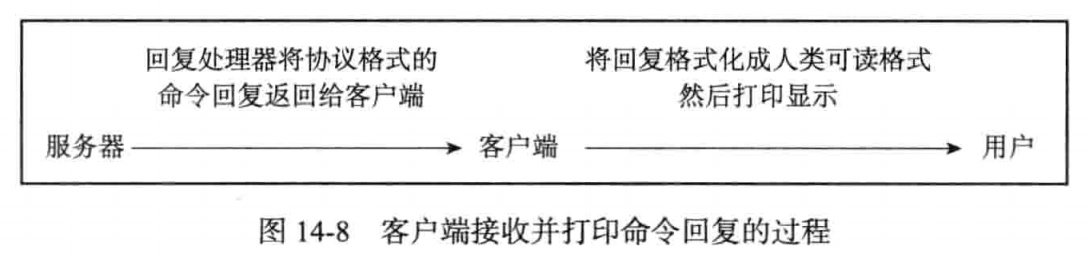 回复处理器将协议格式的
命令回复返回给客户端
将回复格式化成人类可读格式
然后打印显示
服务器 客户端 用户
图 14-8 客户端接收并打印命令回复的过程